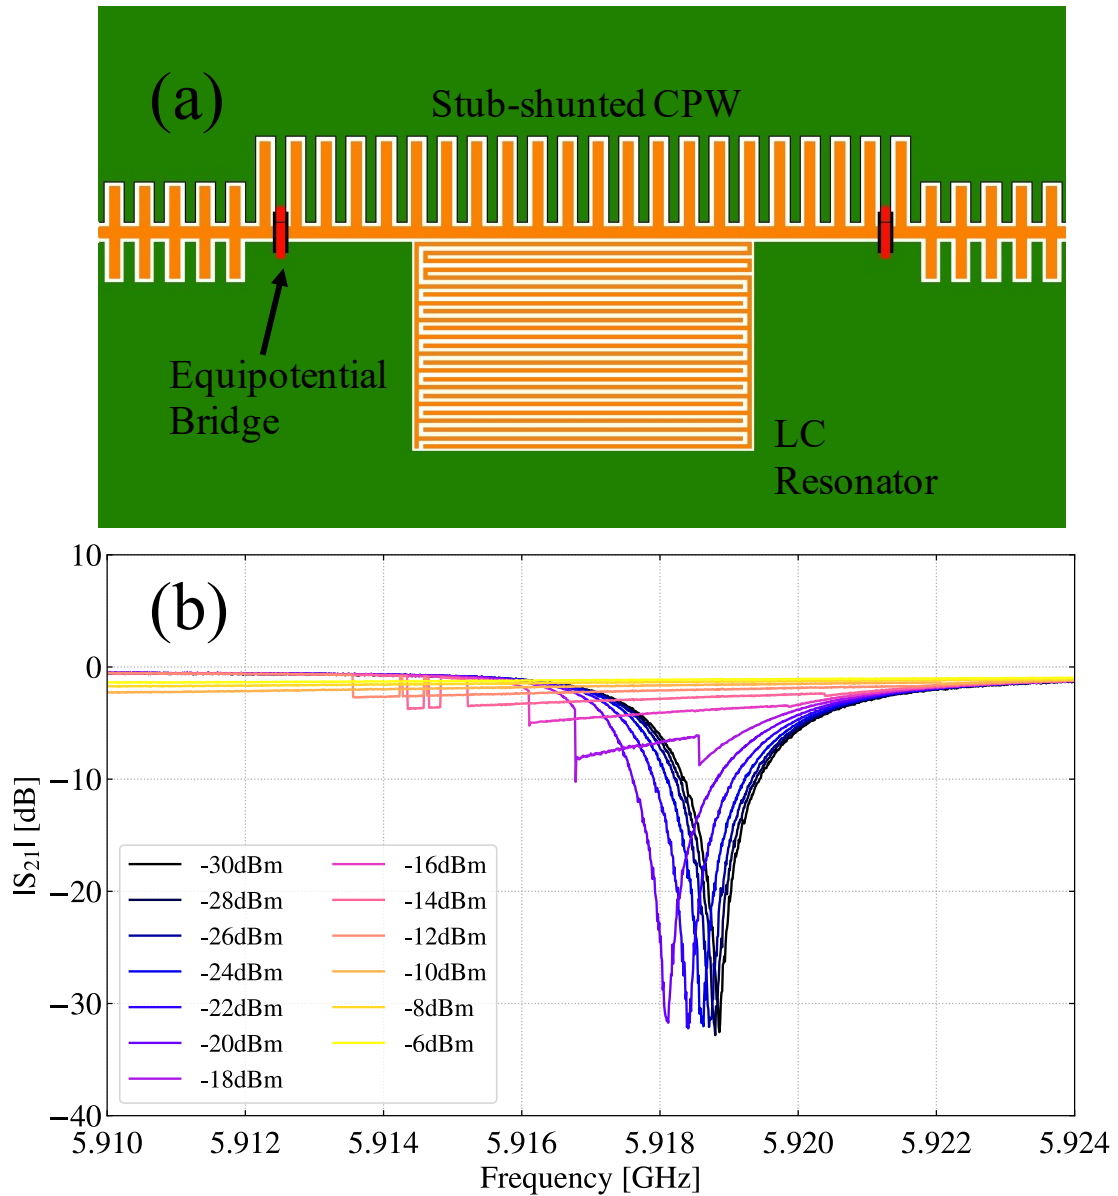 (a)
Stub-shunted CPW
Equipotential
Bridge
LC
Resonator
(b)
10
0
−10
−20
−30
−40
|S21| [dB]
-30dBm
-28dBm
-26dBm
-24dBm
-22dBm
-20dBm
-18dBm
-16dBm
-14dBm
-12dBm
-10dBm
-8dBm
-6dBm
5.910 5.912 5.914 5.916 5.918 5.920 5.922 5.924
Frequency [GHz]